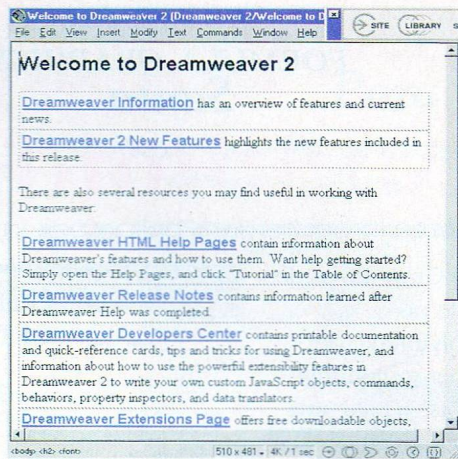 Welcome to Dreamweaver 2 (Dreamweaver 2/Welcome to D
SITE LIBRARY S
File Edit View Insert Modify Text Commands Window Help
Welcome to Dreamweaver 2
Dreamweaver Information has an overview of features and current
news.
Dreamweaver 2 New Features highlights the new features included in
this release.
There are also several resources you may find useful in working with
Dreamweaver:
Dreamweaver HTML Help Pages contain information about
Dreamweaver's features and how to use them. Want help getting started?
Simply open the Help Pages, and click "Tutorial" in the Table of Contents.
Dreamweaver Release Notes contains information learned after
Dreamweaver Help was completed.
Dreamweaver Developers Center contains printable documentation
and quick-reference cards, tips and tricks for using Dreamweaver, and
information about how to use the powerful extensibility features in
Dreamweaver 2 to write your own custom JavaScript objects, commands,
behaviors, property inspectors, and data translators.
Dreamweaver Extensions Page offers free downloadable objects,
<body> <h2> <font> 510 x 481 4K / 1 sec